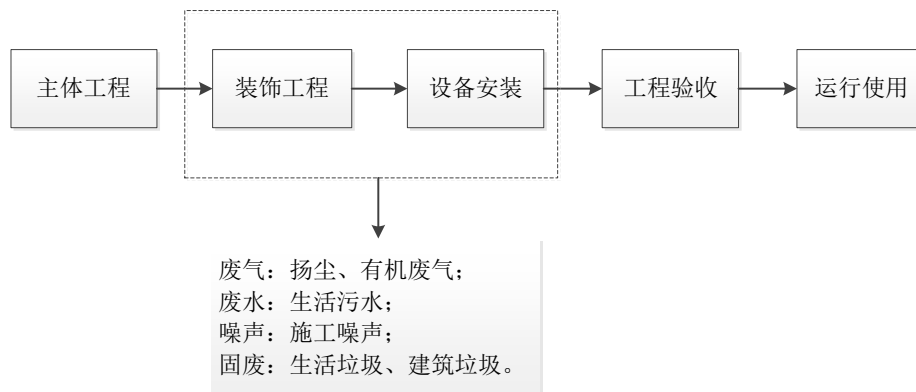 主体工程
装饰工程
设备安装
工程验收
运行使用
废气：扬尘、有机废气；
废水：生活污水；
噪声：施工噪声；
固废：生活垃圾、建筑垃圾。